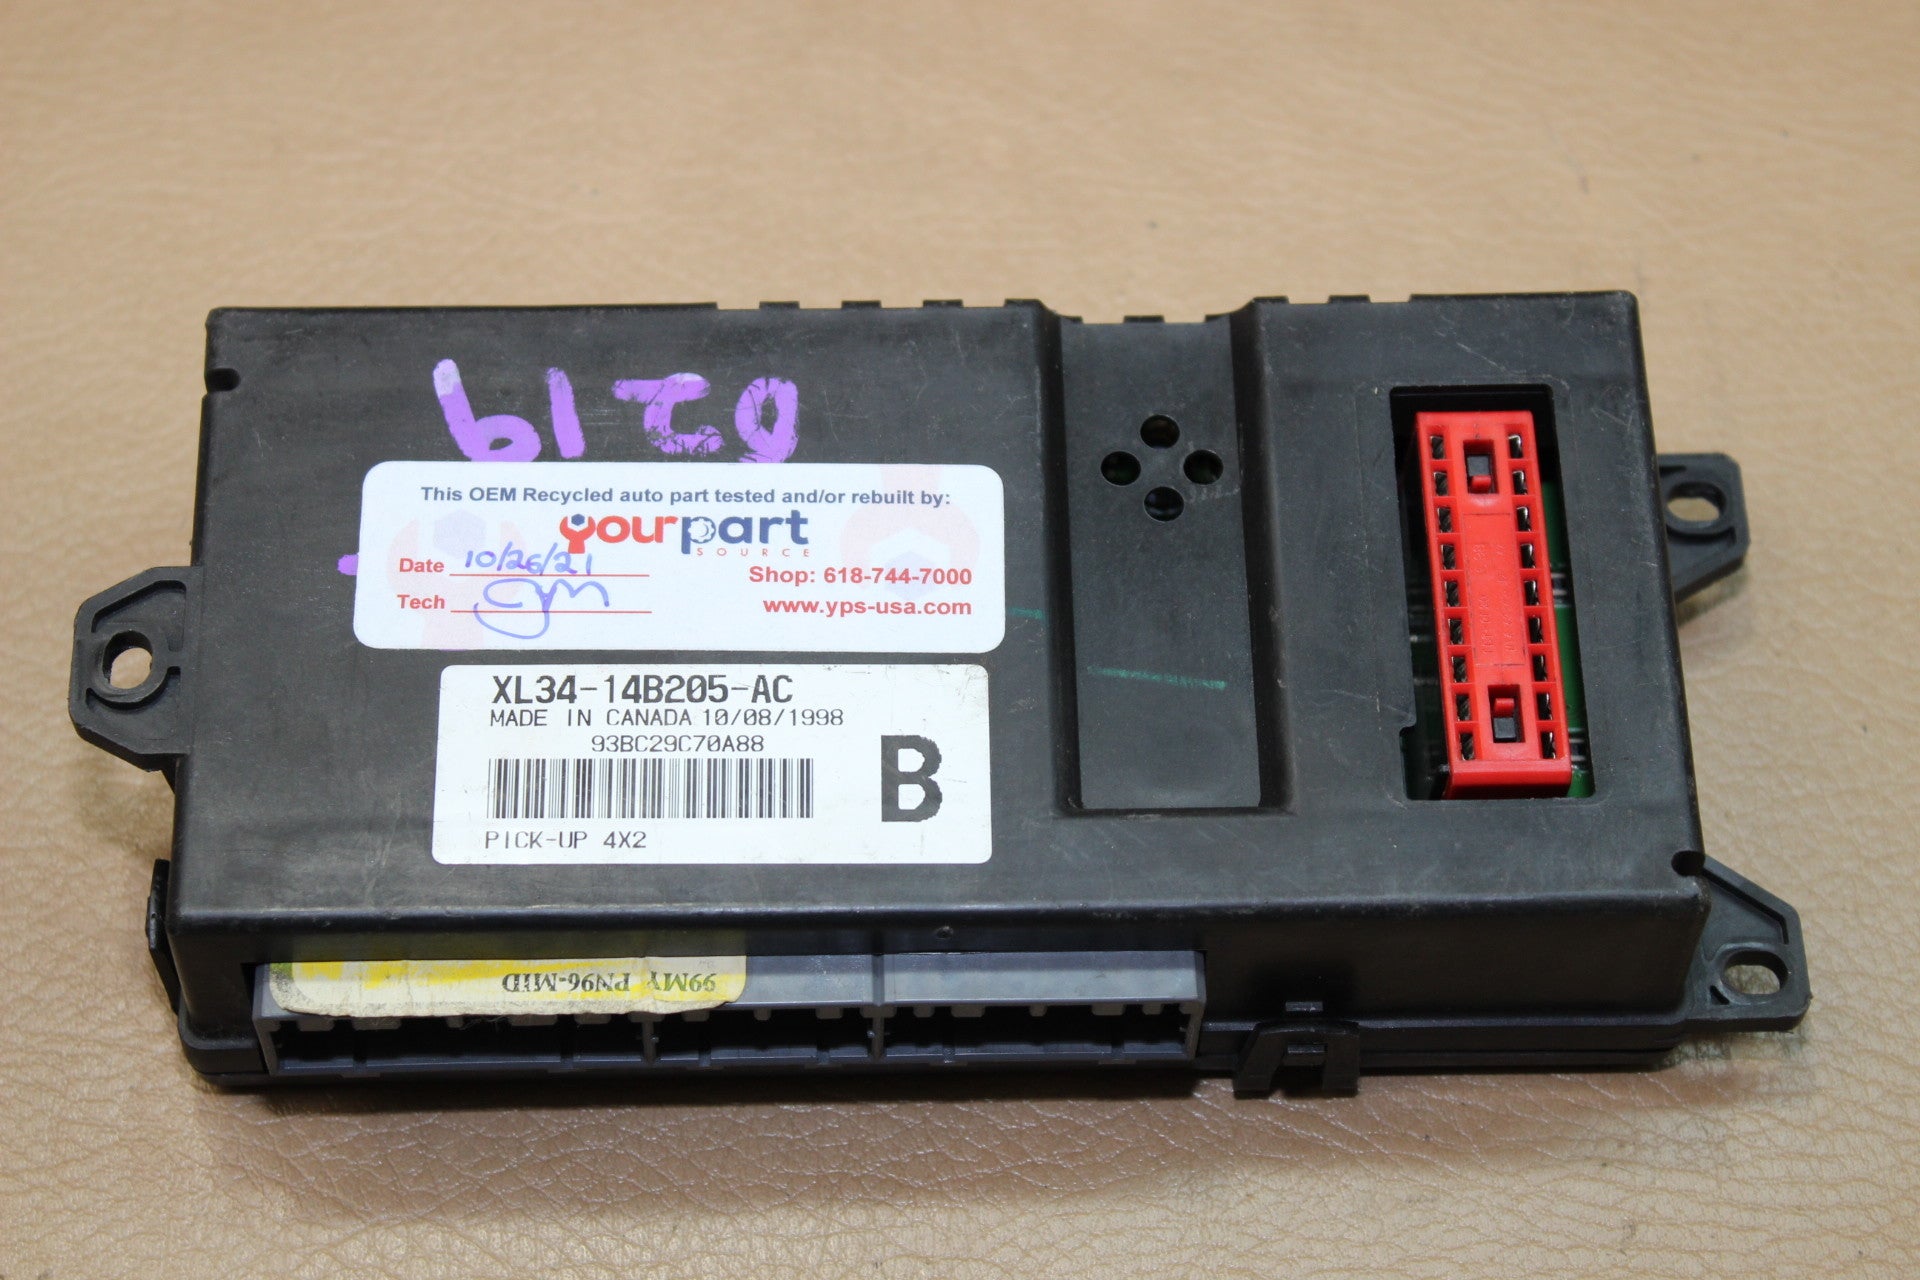 0219
This OEM Recycled auto part tested and/or rebuilt by:
yourpart
SOURCE
Date 10/26/21
Shop: 618-744-7000
Tech
www.yps-usa.com
XL34-14B205-AC
MADE IN CANADA 10/08/1998
93BC29C70A88
B
PICK-UP 4X2
99MY PN96-MID